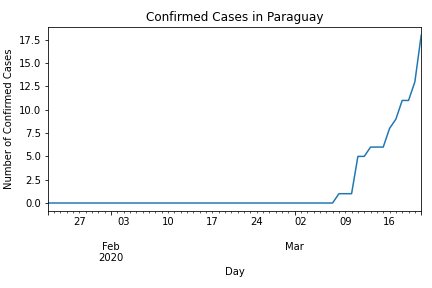 Confirmed Cases in Paraguay
Number of Confirmed Cases
17.5
15.0
12.5
10.0
7.5
5.0
2.5
0.0
27 03 10 17 24 02 09 16
Feb Mar
2020
Day